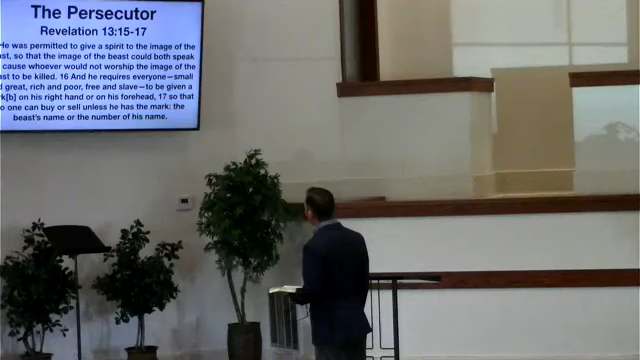 The Persecutor
Revelation 13:15-17
He was permitted to give a spirit to the image of the
ast, so that the image of the beast could both speak
cause whoever would not worship the image of the
ast to be killed. 16 And he requires everyone—small
d great, rich and poor, free and slave—to be given a
rk[b] on his right hand or on his forehead, 17 so that
o one can buy or sell unless he has the mark: the
beast's name or the number of his name.